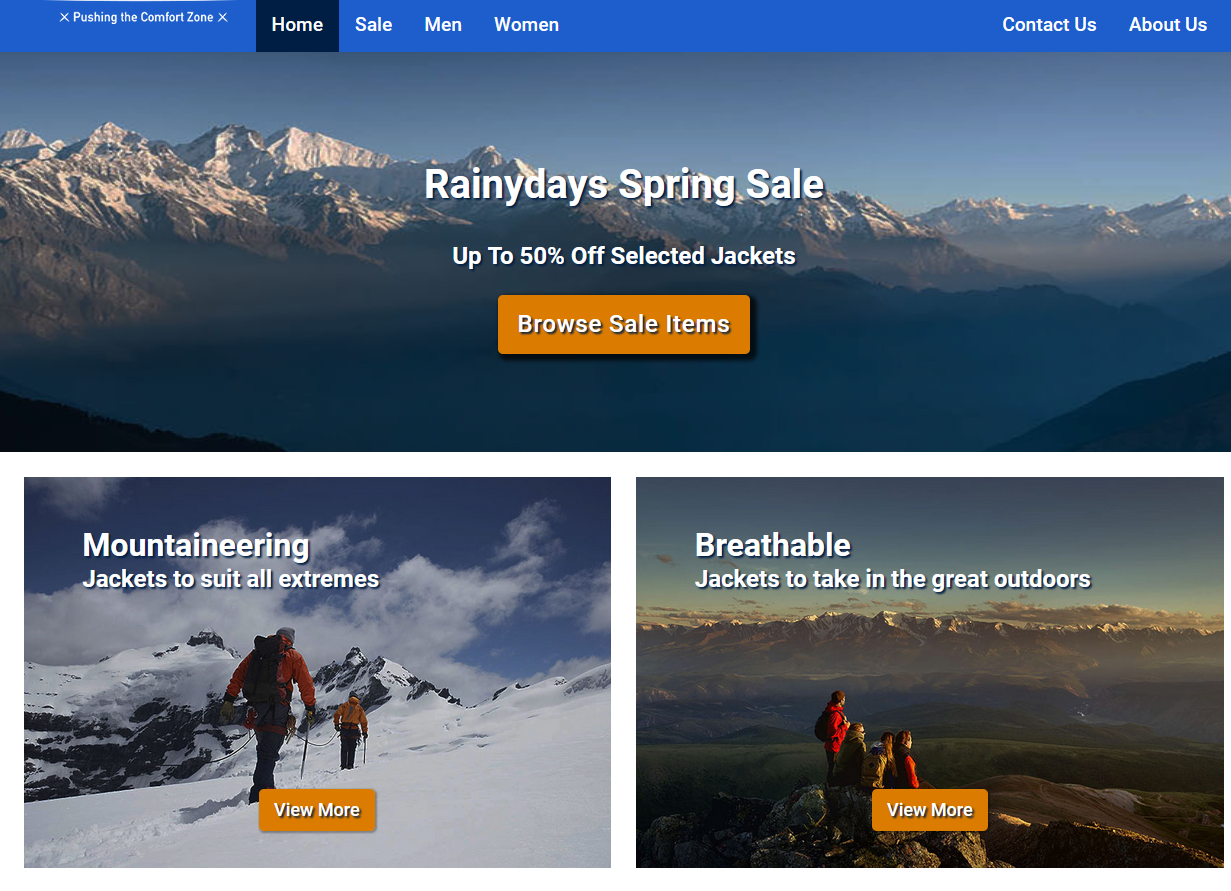 × Pushing the Comfort Zone ×
Home
Sale
Men
Women
Contact Us
About Us
Rainydays Spring Sale
Up To 50% Off Selected Jackets
Browse Sale Items
Mountaineering
Jackets to suit all extremes
View More
Breathable
Jackets to take in the great outdoors
View More